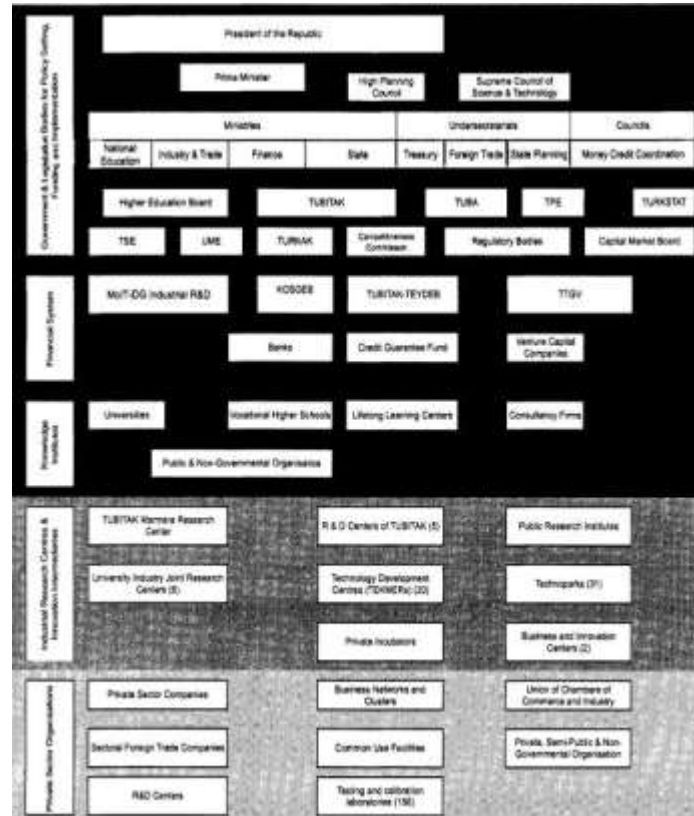 Government & Legislation Bodies for Policy Setting,
Funding and Implementation
President of the Republic
Prime Minister
High Planning
Council
Supreme Council of
Science & Technology
Ministries
Undersecretariats
Councils
National
Education
Industry & Trade
Finance
State
Treasury
Foreign Trade
State Planning
Money Credit Coordination
Higher Education Board
TUBITAK
TUBA
TPE
TURKSTAT
TSE
UME
TURKAK
Competitiveness
Commission
Regulatory Bodies
Capital Market Board
Financial System
MoIT-DG Industrial R&D
KOSGEB
TUBITAK-TEYDEB
TTGV
Banks
Credit Guarantee Fund
Venture Capital
Companies
Knowledge
Universities
Vocational Higher Schools
Lifelong Learning Centers
Consultancy Firms
Public & Non-Governmental Organisations
Industrial Research Centres &
Innovation Intermediaries
TUBITAK Marmara Research
Center
R & D Centers of TUBITAK (5)
Public Research Institutes
University Industry Joint Research
Centers (6)
Technology Development
Centres (TEKMERs) (20)
Technoparks (31)
Private Incubators
Business and Innovation
Centers (2)
Private Sector Organisations
Private Sector Companies
Business Networks and
Clusters
Union of Chambers of
Commerce and Industry
Sectoral Foreign Trade Companies
Common Use Facilities
Private, Semi-Public & Non-
Governmental Organisation
R&D Centers
Testing and calibration
laboratories (156)